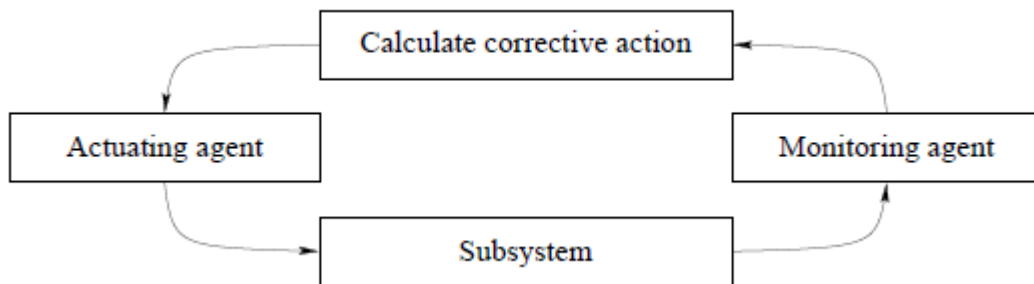 Calculate corrective action
Actuating agent
Monitoring agent
Subsystem